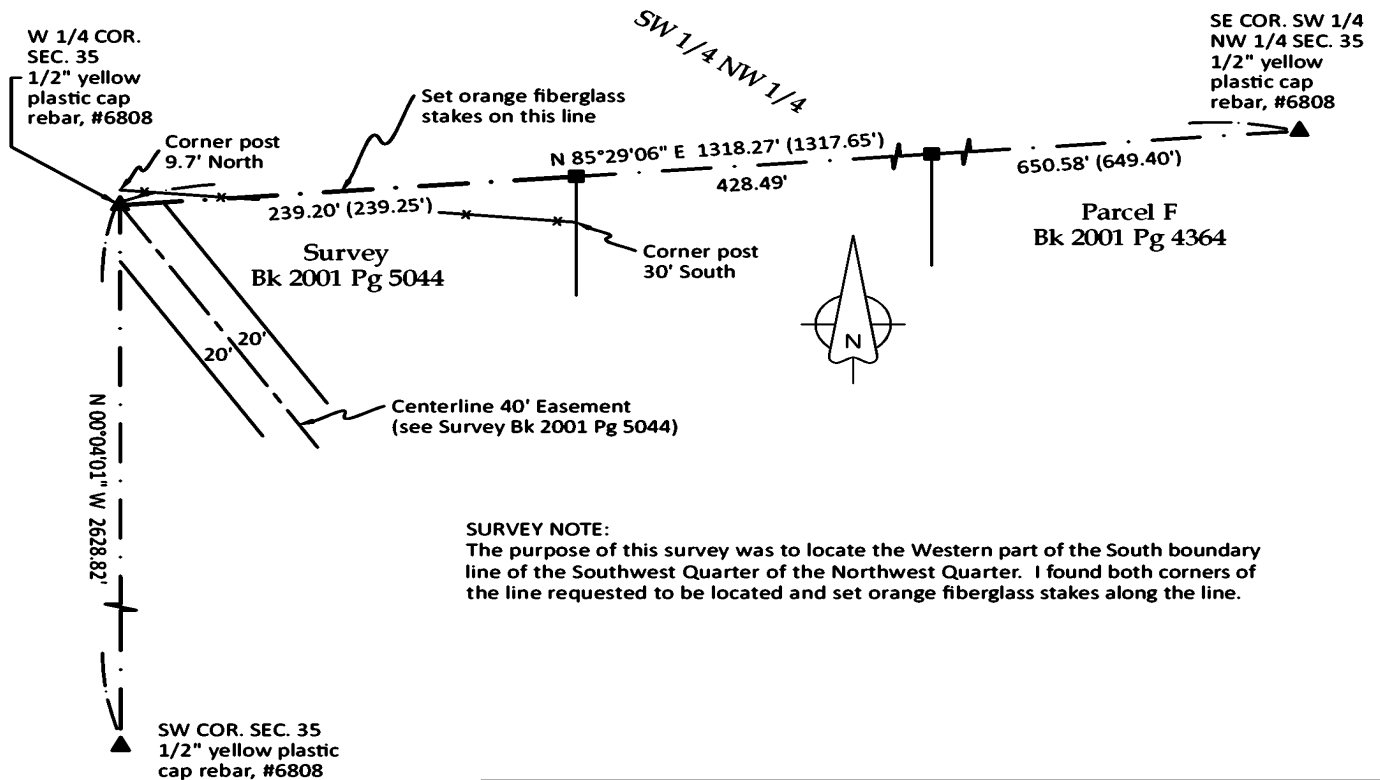 W 1/4 COR.
SEC. 35
1/2" yellow
plastic cap
rebar, #6808
Corner post
9.7' North
Set orange fiberglass
stakes on this line
SW 1/4 NW 1/4
SE COR. SW 1/4
NW 1/4 SEC. 35
1/2" yellow
plastic cap
rebar, #6808
N 85°29'06" E 1318.27' (1317.65')
239.20' (239.25')
428.49'
650.58' (649.40')
Survey
Bk 2001 Pg 5044
Corner post
30' South
Parcel F
Bk 2001 Pg 4364
20'
20'
N
Centerline 40' Easement
(see Survey Bk 2001 Pg 5044)
N 00°04'01" W 2628.82'
SURVEY NOTE:
The purpose of this survey was to locate the Western part of the South boundary
line of the Southwest Quarter of the Northwest Quarter. I found both corners of
the line requested to be located and set orange fiberglass stakes along the line.
SW COR. SEC. 35
1/2" yellow plastic
cap rebar, #6808